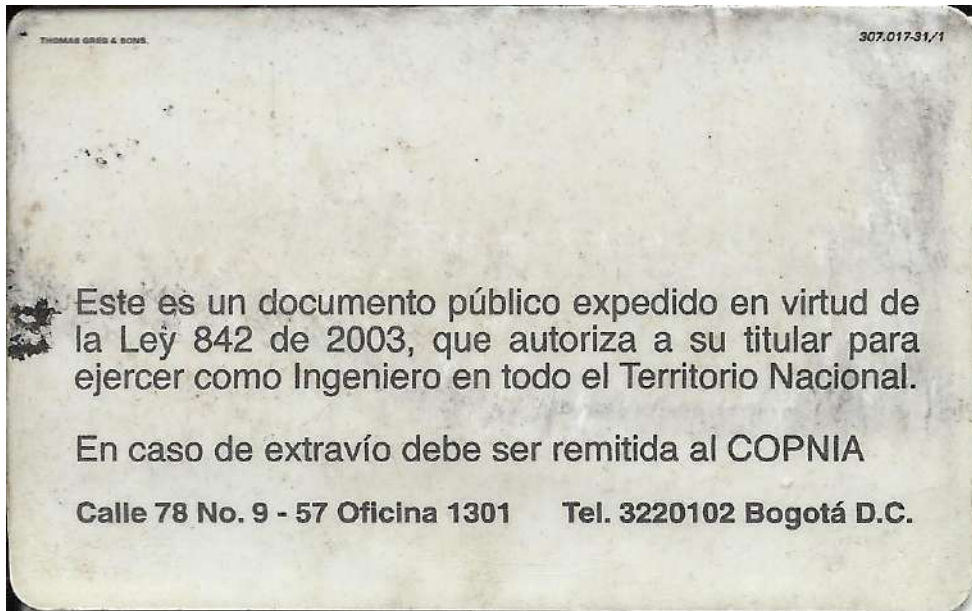 THOMAS GREG & SONS.
307.017-31/1
Este es un documento público expedido en virtud de
la Ley 842 de 2003, que autoriza a su titular para
ejercer como Ingeniero en todo el Territorio Nacional.
En caso de extravío debe ser remitida al COPNIA
Calle 78 No. 9 - 57 Oficina 1301 Tel. 3220102 Bogotá D.C.